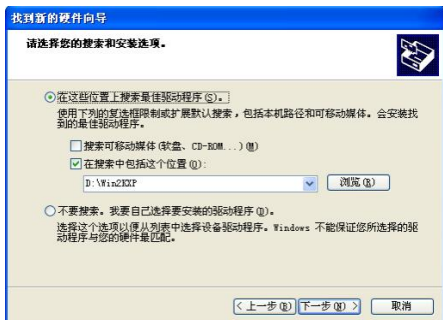 找到新的硬件向导
请选择您的搜索和安装选项。
在这些位置上搜索最佳驱动程序(S)。
使用下列的复选框限制或扩展默认搜索，包括本机路径和可移动媒体。会安装找
到的最佳驱动程序。
搜索可移动媒体(软盘、CD-ROM...)(M)
在搜索中包括这个位置(O):
D:\Win2KXP
浏览(R)
不要搜索。我要自己选择要安装的驱动程序(D)。
选择这个选项以便从列表中选择设备驱动程序。Windows 不能保证您所选择的驱
动程序与您的硬件最匹配。
< 上一步(B) 下一步(N) > 取消